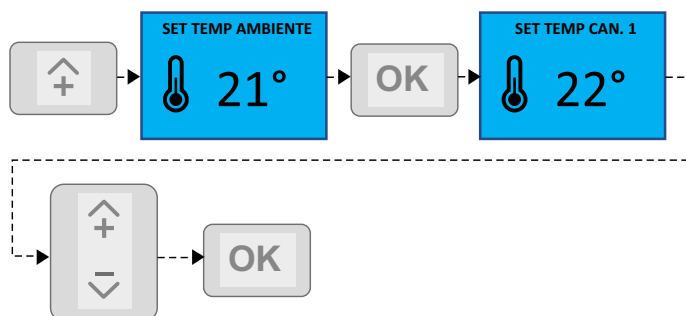 +
SET TEMP AMBIENTE
21°
OK
SET TEMP CAN. 1
22°
+
−
OK